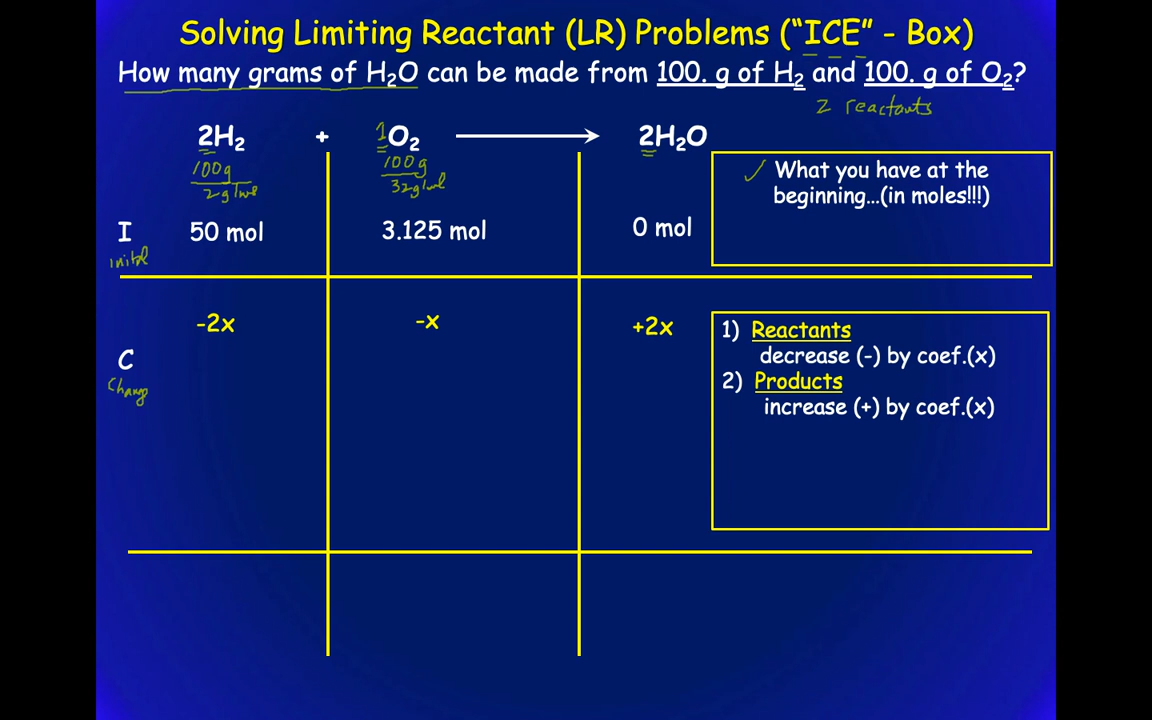 Solving Limiting Reactant (LR) Problems ("ICE" - Box)
How many grams of H₂O can be made from 100. g of H₂ and 100. g of O₂?
2 reactants
2H₂ + 1O₂ ⟶ 2H₂O
100g
2g/
100g
32g/mol
What you have at the
beginning...(in moles!!!)
I 50 mol 3.125 mol 0 mol
initial
-2x -x +2x
C
Change
1) Reactants
decrease (-) by coef.(x)
2) Products
increase (+) by coef.(x)